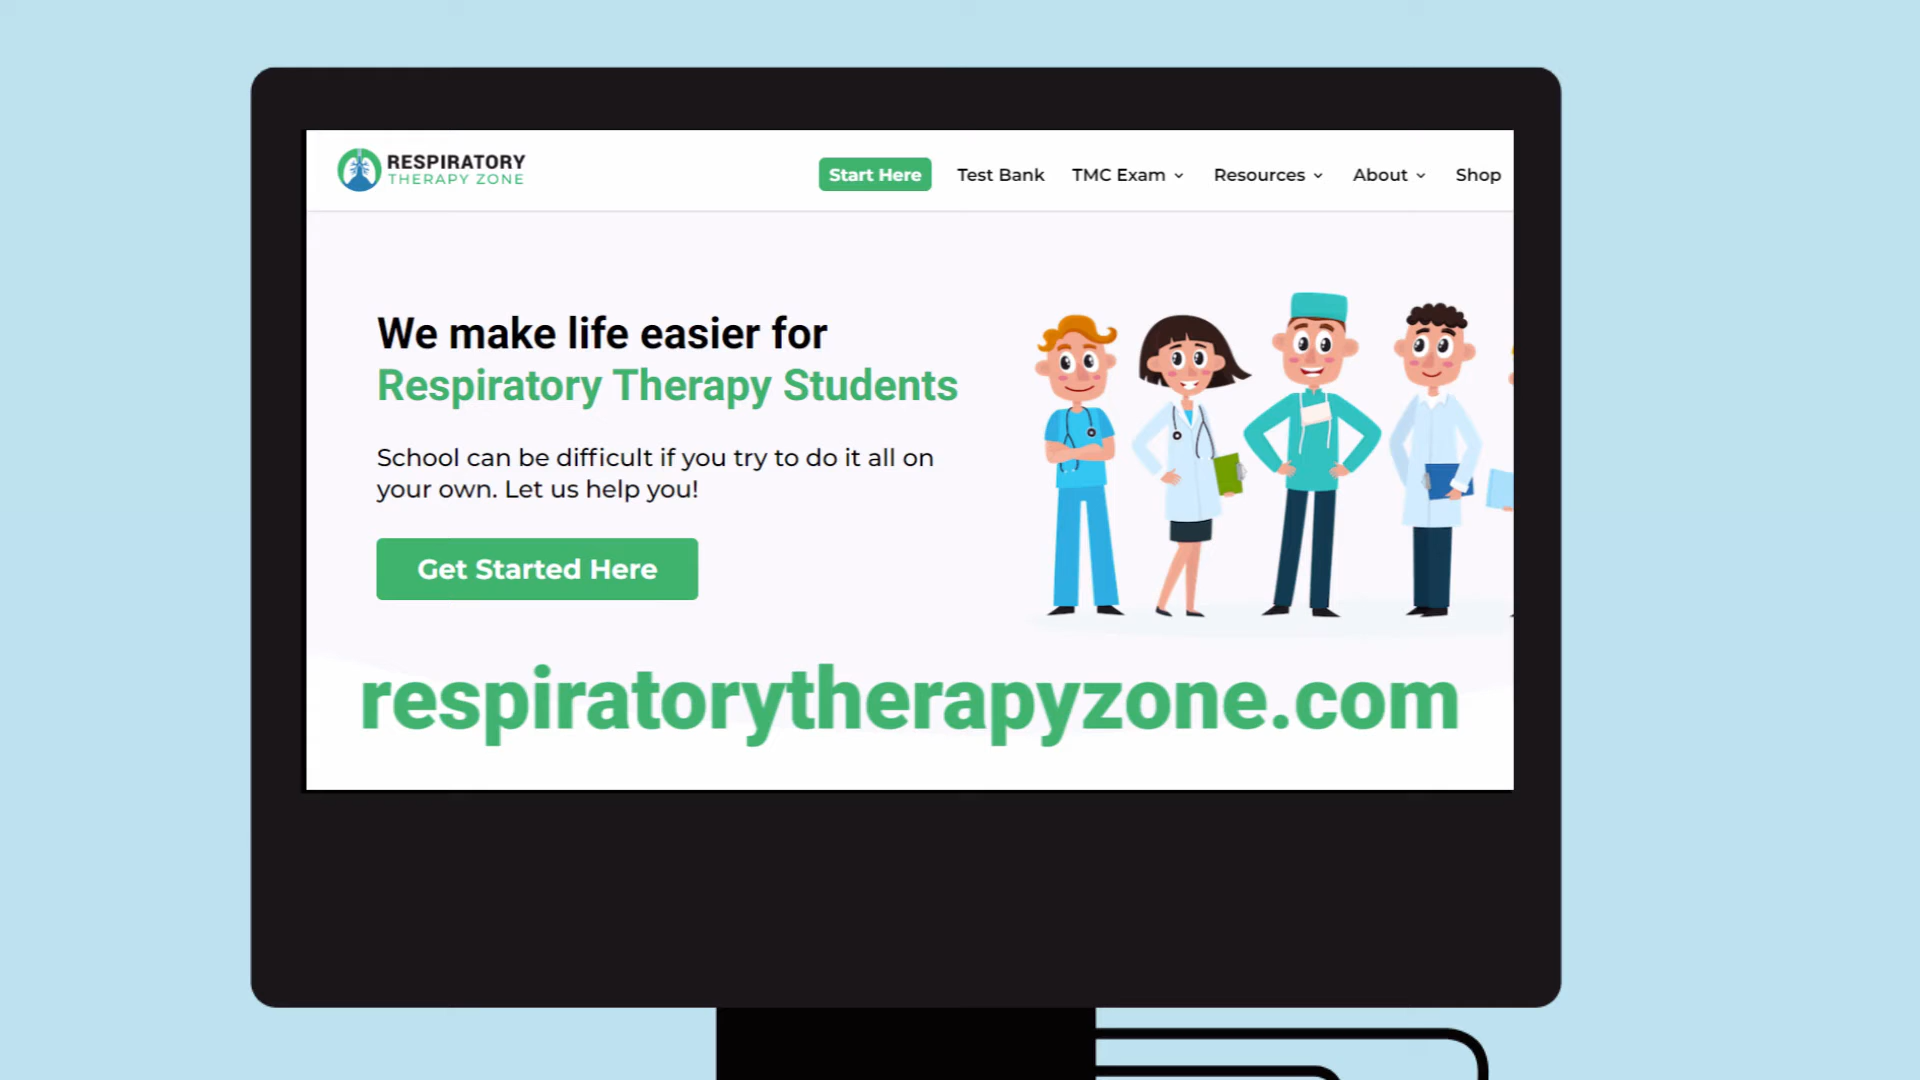 RESPIRATORY
THERAPY ZONE
Start Here
Test Bank
TMC Exam
Resources
About
Shop
We make life easier for
Respiratory Therapy Students
School can be difficult if you try to do it all on
your own. Let us help you!
Get Started Here
respiratorytherapyzone.com